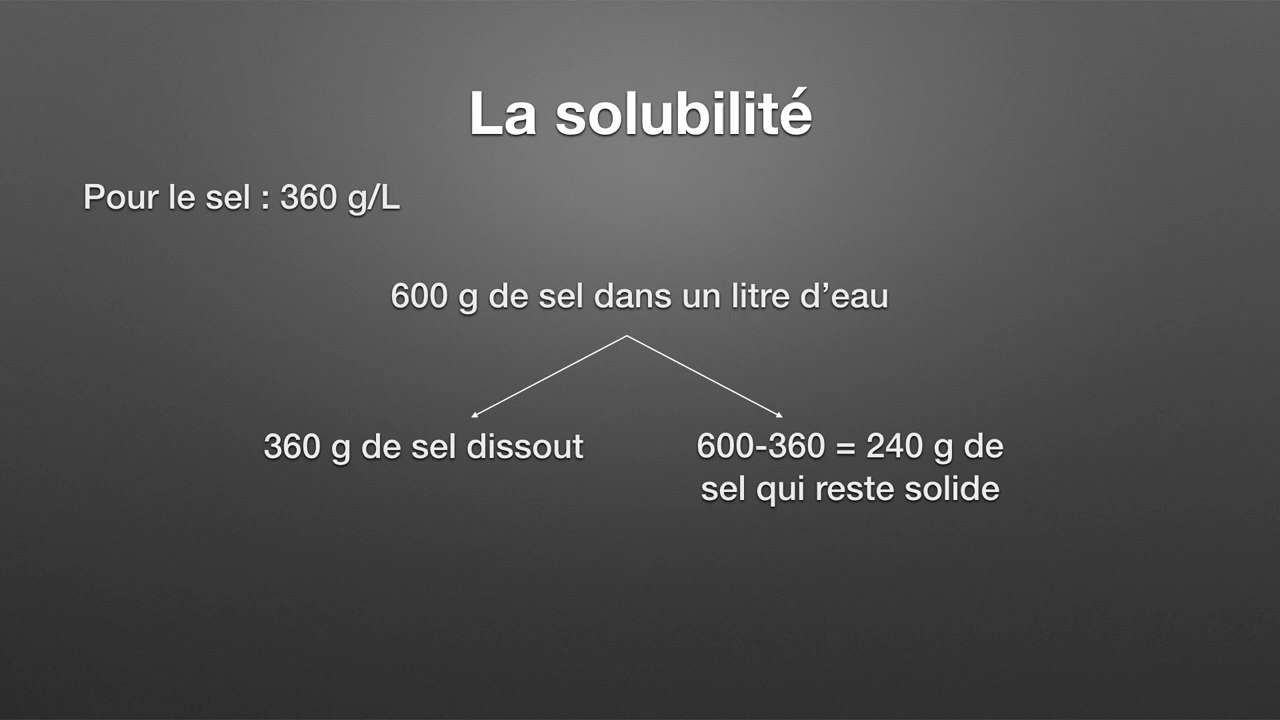 La solubilité
Pour le sel : 360 g/L
600 g de sel dans un litre d’eau
360 g de sel dissout
600-360 = 240 g de
sel qui reste solide